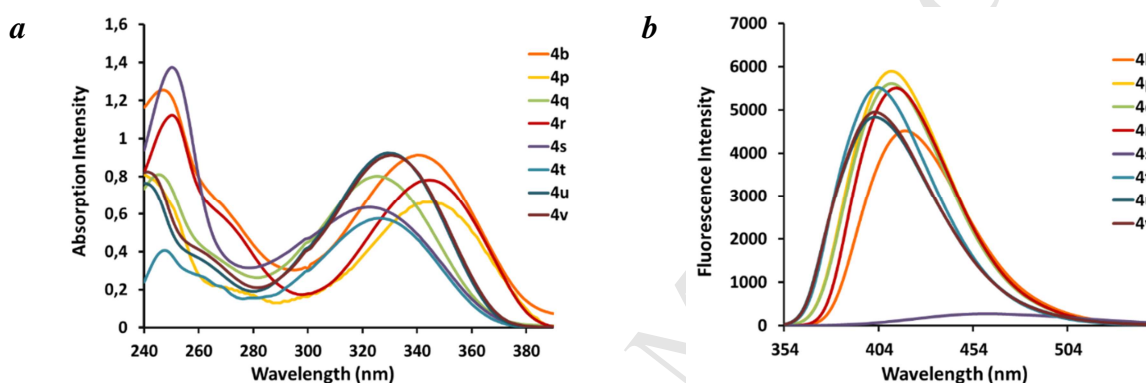 a
b
1,6
1,4
1,2
1
0,8
0,6
0,4
0,2
0
240 260 280 300 320 340 360 380
Wavelength (nm)
Absorption Intensity
4b
4p
4q
4r
4s
4t
4u
4v
7000
6000
5000
4000
3000
2000
1000
0
354 404 454 504
Wavelength (nm)
Fluorescence Intensity